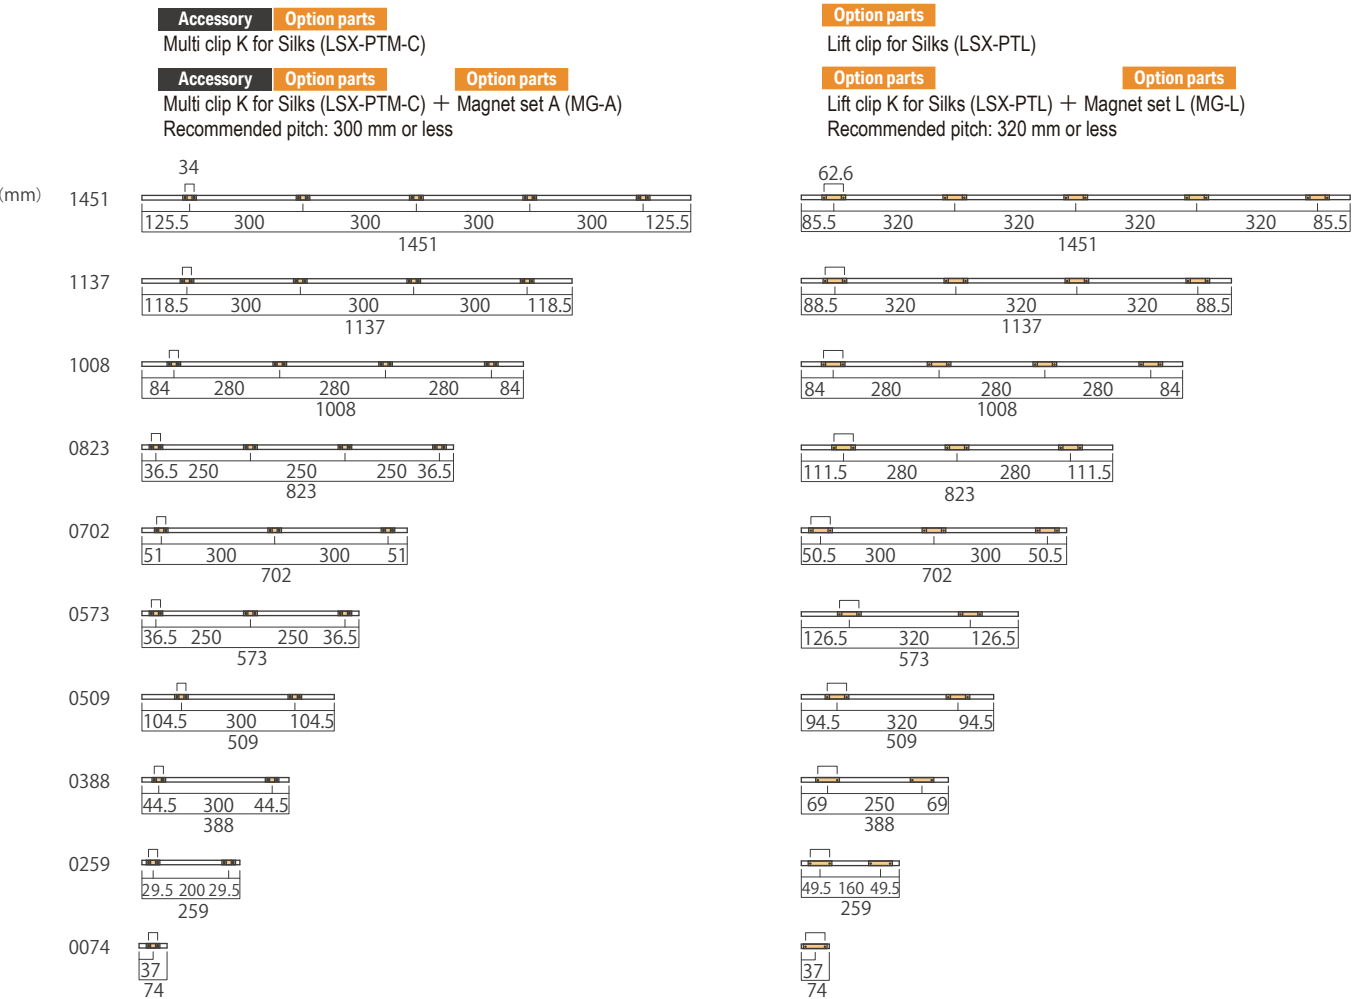 Accessory Option parts
Multi clip K for Silks (LSX-PTM-C)
Accessory Option parts Option parts
Multi clip K for Silks (LSX-PTM-C) + Magnet set A (MG-A)
Recommended pitch: 300 mm or less
Option parts
Lift clip for Silks (LSX-PTL)
Option parts Option parts
Lift clip K for Silks (LSX-PTL) + Magnet set L (MG-L)
Recommended pitch: 320 mm or less
34
62.6
(mm) 1451
125.5 300 300 300 300 125.5
1451
85.5 320 320 320 320 85.5
1451
1137
118.5 300 300 300 118.5
1137
88.5 320 320 320 88.5
1137
1008
84 280 280 280 84
1008
84 280 280 280 84
1008
0823
36.5 250 250 250 36.5
823
111.5 280 280 111.5
823
0702
51 300 300 51
702
50.5 300 300 50.5
702
0573
36.5 250 250 36.5
573
126.5 320 126.5
573
0509
104.5 300 104.5
509
94.5 320 94.5
509
0388
44.5 300 44.5
388
69 250 69
388
0259
29.5 200 29.5
259
49.5 160 49.5
259
0074
37
74
37
74